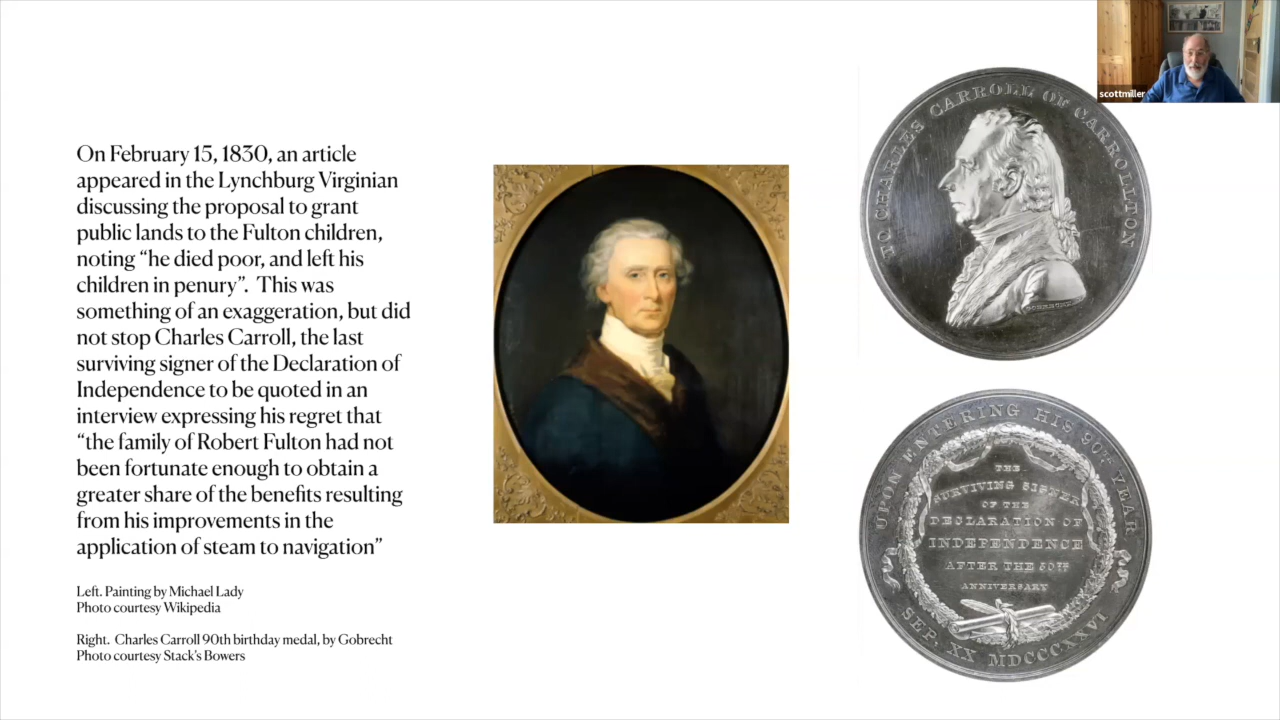 On February 15, 1830, an article
appeared in the Lynchburg Virginian
discussing the proposal to grant
public lands to the Fulton children,
noting “he died poor, and left his
children in penury”.  This was
something of an exaggeration, but did
not stop Charles Carroll, the last
surviving signer of the Declaration of
Independence to be quoted in an
interview expressing his regret that
“the family of Robert Fulton had not
been fortunate enough to obtain a
greater share of the benefits resulting
from his improvements in the
application of steam to navigation”
Left. Painting by Michael Lady
Photo courtesy Wikipedia
Right.  Charles Carroll 90th birthday medal, by Gobrecht
Photo courtesy Stack's Bowers
scottmiller
TO CHARLES CARROLL OF CARROLLTON
UPON ENTERING HIS 90TH YEAR
THE
SURVIVING SIGNER
OF THE
DECLARATION OF
INDEPENDENCE
AFTER THE 50TH
ANNIVERSARY
SEP. XX MDCCCXXVI